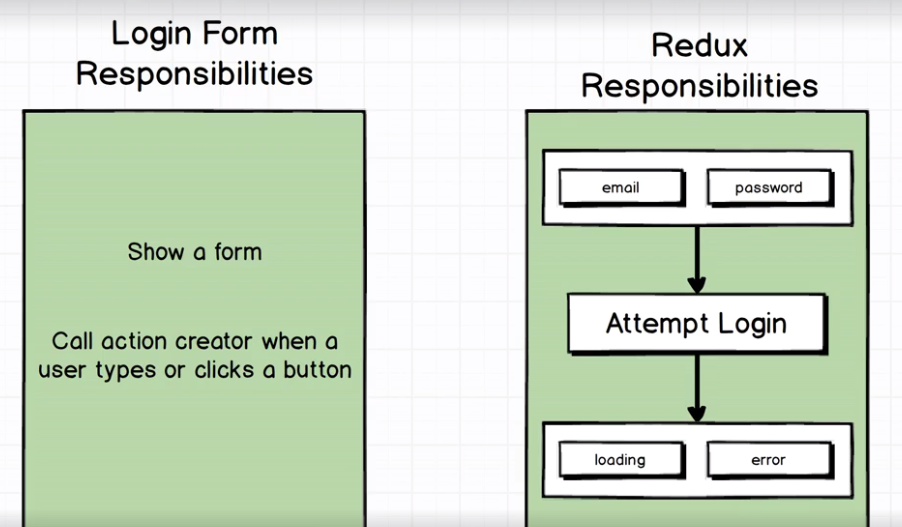 Login Form
Responsibilities
Show a form
Call action creator when a
user types or clicks a button
Redux
Responsibilities
email
password
Attempt Login
loading
error